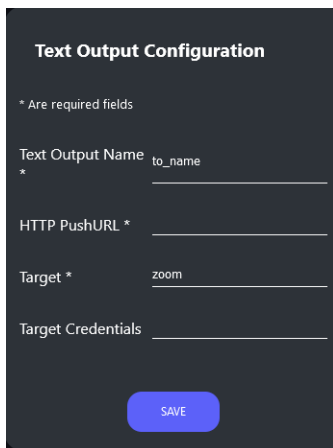 Text Output Configuration
* Are required fields
Text Output Name
*
to_name
HTTP PushURL *
Target *
zoom
Target Credentials
SAVE